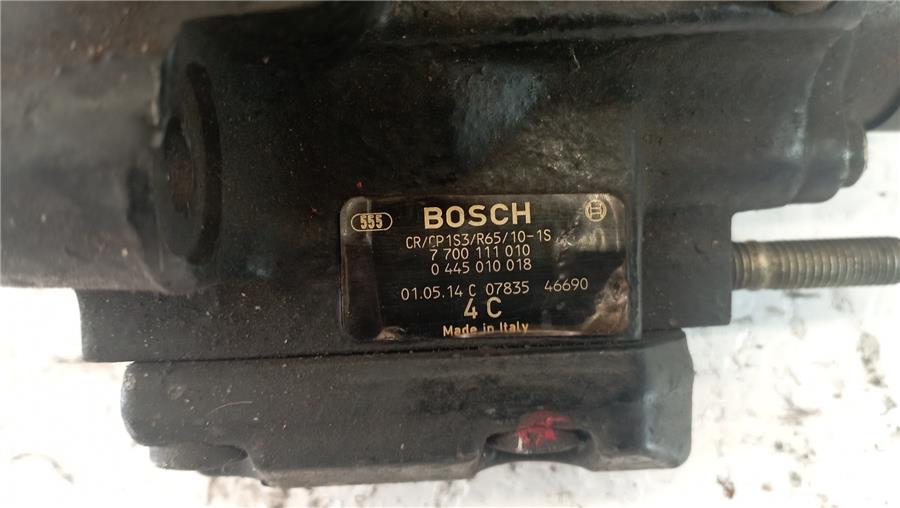 555 BOSCH
CR/CP1S3/R65/10-1S
7 700 111 010
0 445 010 018
01.05.14 C 07835 46690
4 C
Made in Italy